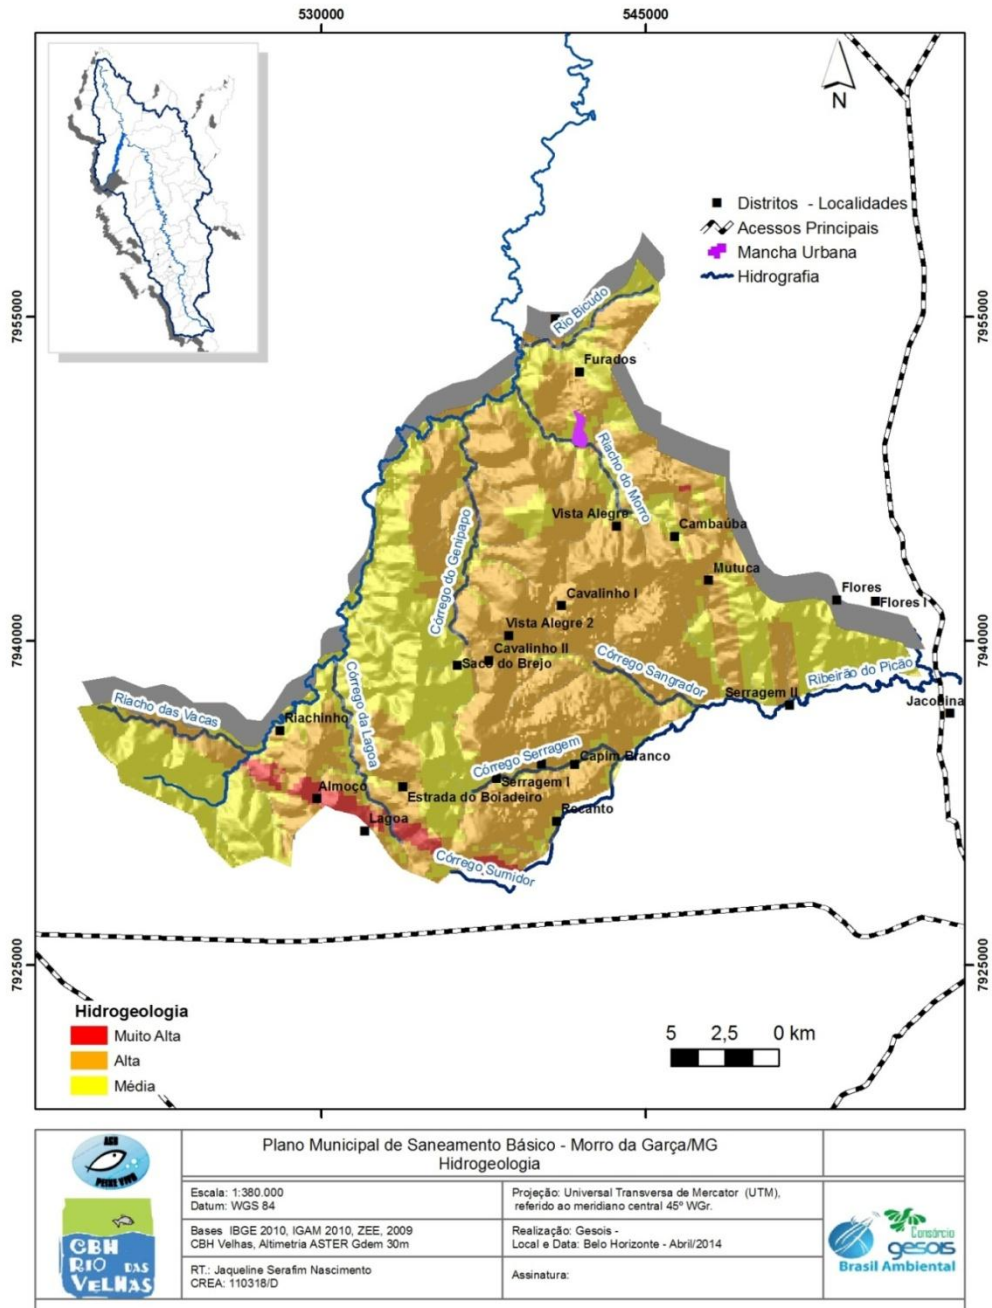 530000
545000
N
Distritos - Localidades
Acessos Principais
Mancha Urbana
Hidrografia
7955000
7955000
Rio Bicudo
Furados
Riacho do Morro
Vista Alegre
Cambaúba
Córrego do Genipapo
Mutuca
Flores
Flores I
Cavalinho I
Vista Alegre 2
7940000
7940000
Cavalinho II
Saco do Brejo
Córrego Sangrador
Ribeirão do Picão
Córrego da Lagoa
Serragem II
Jacobina
Riacho das Vacas
Riachinho
Córrego Serragem
Capim Branco
Serragem I
Almoço
Estrada do Boiadeiro
Lagoa
Recanto
Córrego Sumidor
7925000
7925000
Hidrogeologia
Muito Alta
Alta
Média
5 2,5 0 km
Plano Municipal de Saneamento Básico - Morro da Garça/MG
Hidrogeologia
AGB
PEIXE VIVO
Escala: 1:380.000
Datum: WGS 84
Projeção: Universal Transversa de Mercator (UTM),
referido ao meridiano central 45º WGr.
Bases IBGE 2010, IGAM 2010, ZEE, 2009
CBH Velhas, Altimetria ASTER Gdem 30m
Realização: Gesois -
Local e Data: Belo Horizonte - Abril/2014
RT.: Jaqueline Serafim Nascimento
CREA: 110318/D
Assinatura:
CBH
RIO DAS
VELHAS
Consórcio
gesois
Brasil Ambiental